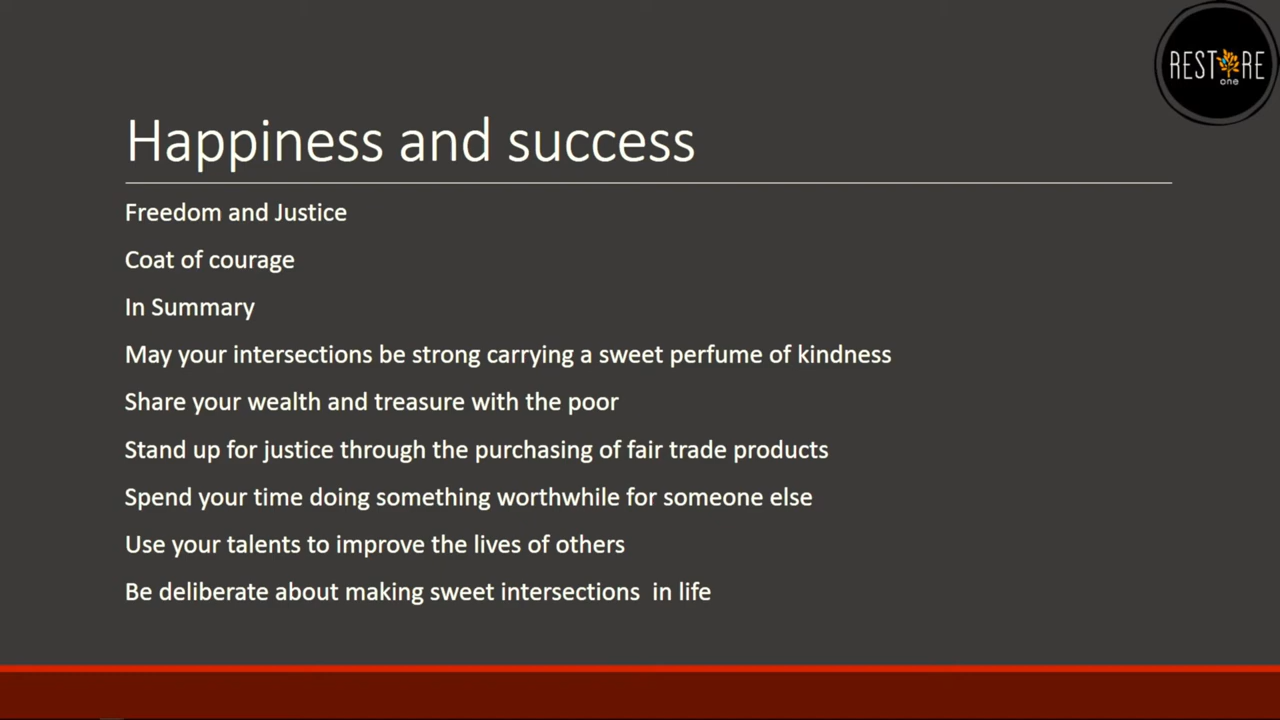 RESTORE
one
Happiness and success
Freedom and Justice
Coat of courage
In Summary
May your intersections be strong carrying a sweet perfume of kindness
Share your wealth and treasure with the poor
Stand up for justice through the purchasing of fair trade products
Spend your time doing something worthwhile for someone else
Use your talents to improve the lives of others
Be deliberate about making sweet intersections  in life